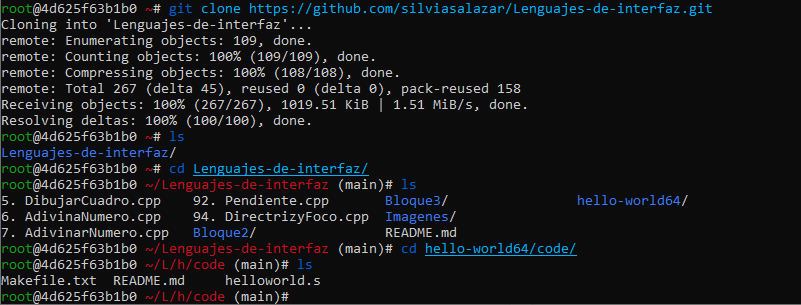 root@4d625f63b1b0 ~# git clone https://github.com/silviasalazar/Lenguajes-de-interfaz.git
Cloning into 'Lenguajes-de-interfaz'...
remote: Enumerating objects: 109, done.
remote: Counting objects: 100% (109/109), done.
remote: Compressing objects: 100% (108/108), done.
remote: Total 267 (delta 45), reused 0 (delta 0), pack-reused 158
Receiving objects: 100% (267/267), 1019.51 KiB | 1.51 MiB/s, done.
Resolving deltas: 100% (100/100), done.
root@4d625f63b1b0 ~# ls
Lenguajes-de-interfaz/
root@4d625f63b1b0 ~# cd Lenguajes-de-interfaz/
root@4d625f63b1b0 ~/Lenguajes-de-interfaz (main)# ls
5. DibujarCuadro.cpp    92. Pendiente.cpp       Bloque3/                hello-world64/
6. AdivinaNumero.cpp    94. DirectrizyFoco.cpp  Imagenes/
7. AdivinarNumero.cpp   Bloque2/                README.md
root@4d625f63b1b0 ~/Lenguajes-de-interfaz (main)# cd hello-world64/code/
root@4d625f63b1b0 ~/L/h/code (main)# ls
Makefile.txt  README.md     helloworld.s
root@4d625f63b1b0 ~/L/h/code (main)#